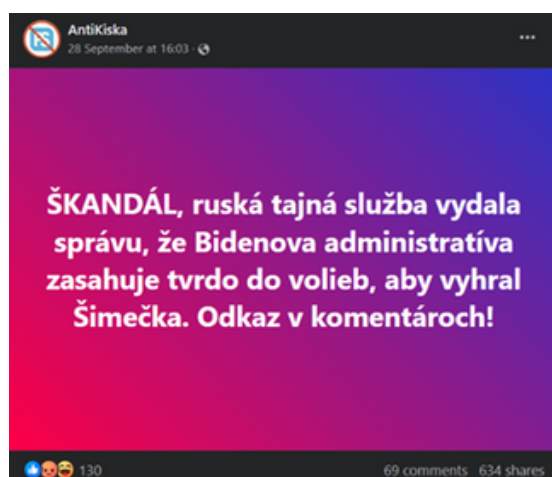 AntiKiska
28 September at 16:03
ŠKANDÁL, ruská tajná služba vydala
správu, že Bidenova administratíva
zasahuje tvrdo do volieb, aby vyhral
Šimečka. Odkaz v komentároch!
130
69 comments 634 shares